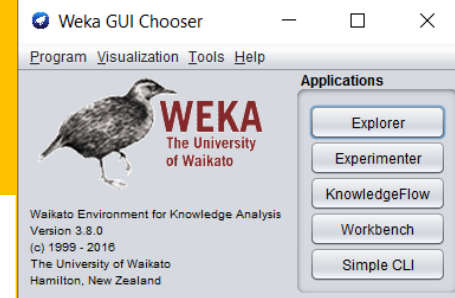 Weka GUI Chooser
Program Visualization Tools Help
Applications
WEKA
The University
of Waikato
Explorer
Experimenter
KnowledgeFlow
Workbench
Simple CLI
Waikato Environment for Knowledge Analysis
Version 3.8.0
(c) 1999 - 2016
The University of Waikato
Hamilton, New Zealand